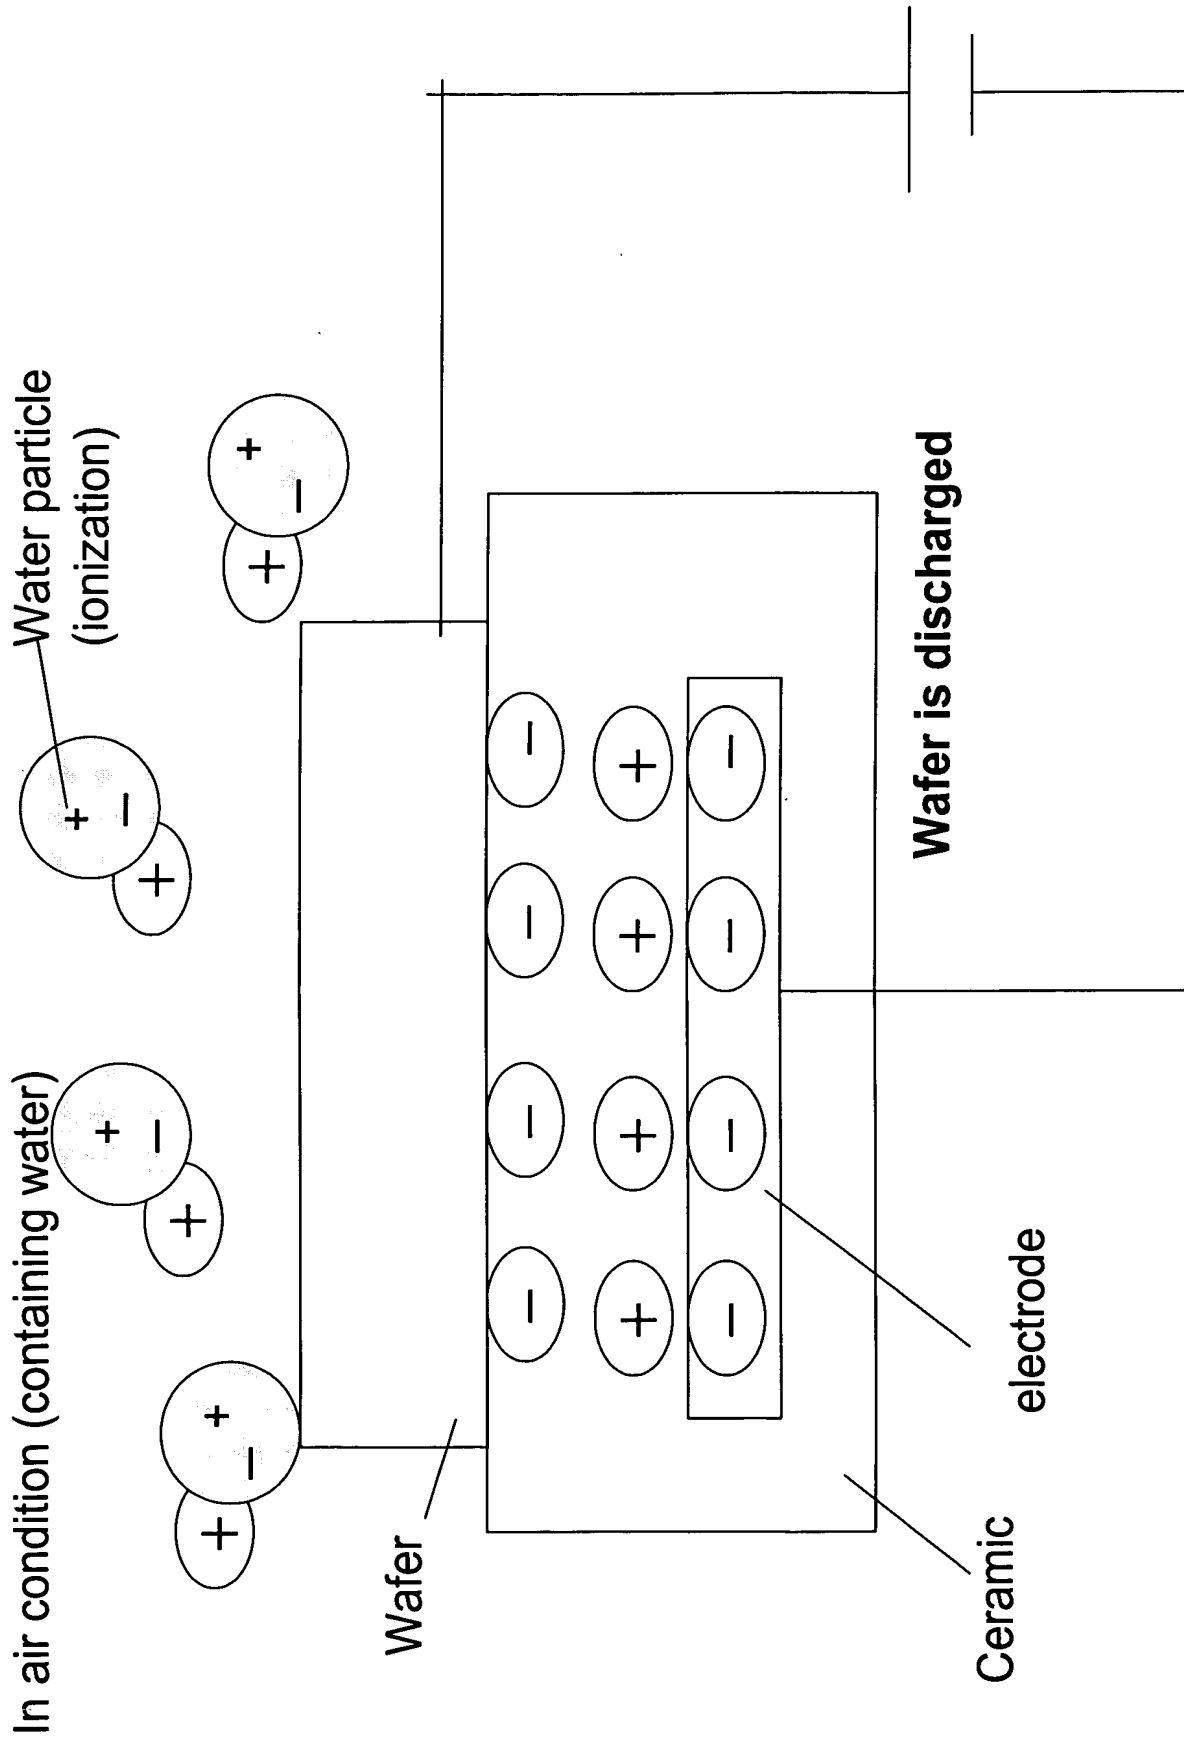 In air condition (containing water)
Water particle
(ionization)
+
−
+
+
−
+
+
−
+
+
−
+
Wafer
− − − −
+ + + +
− − − −
Wafer is discharged
electrode
Ceramic